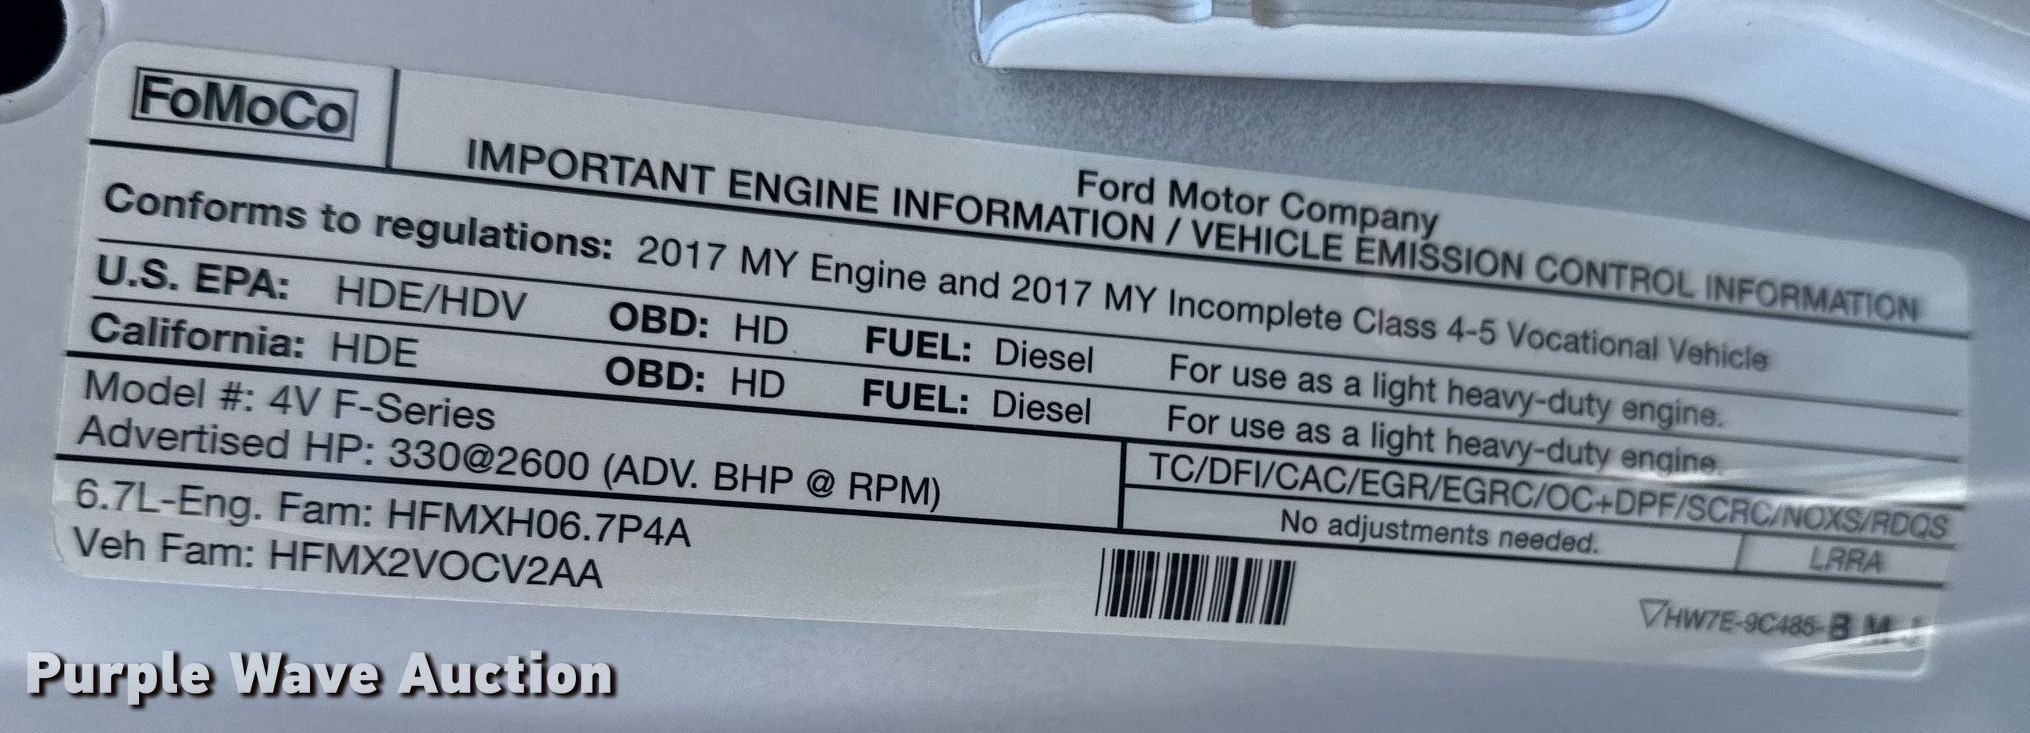 FoMoCo
Ford Motor Company
IMPORTANT ENGINE INFORMATION / VEHICLE EMISSION CONTROL INFORMATION
Conforms to regulations: 2017 MY Engine and 2017 MY Incomplete Class 4-5 Vocational Vehicle
U.S. EPA: HDE/HDV OBD: HD FUEL: Diesel For use as a light heavy-duty engine.
California: HDE OBD: HD FUEL: Diesel For use as a light heavy-duty engine.
Model #: 4V F-Series
Advertised HP: 330@2600 (ADV. BHP @ RPM)
TC/DFI/CAC/EGR/EGRC/OC+DPF/SCRC/NOXS/RDQS
No adjustments needed.
LRRA
6.7L-Eng. Fam: HFMXH06.7P4A
Veh Fam: HFMX2VOCV2AA
HW7E-9C485-B M J
Purple Wave Auction